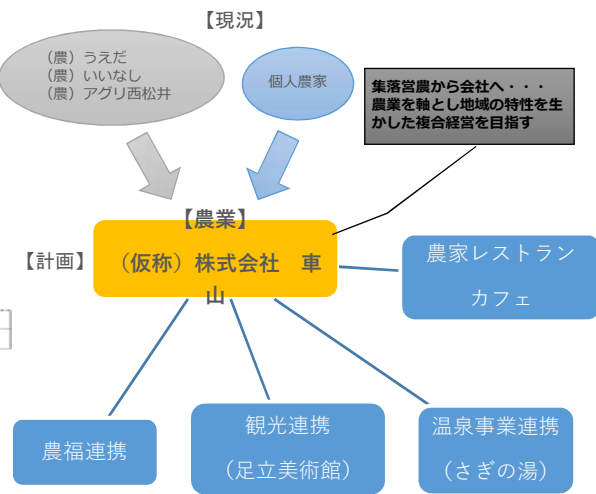 【現況】
（農）うえだ
（農）いいなし
（農）アグリ西松井
個人農家
集落営農から会社へ・・・
農業を軸とし地域の特性を生
かした複合経営を目指す
【農業】
【計画】
（仮称）株式会社　車
山
農家レストラン
カフェ
農福連携
観光連携
（足立美術館）
温泉事業連携
（さぎの湯）